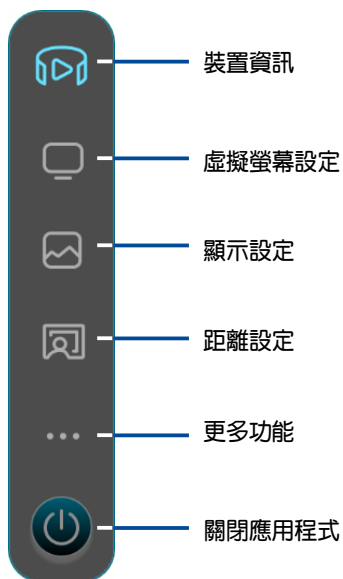 裝置資訊
虛擬螢幕設定
顯示設定
距離設定
更多功能
關閉應用程式